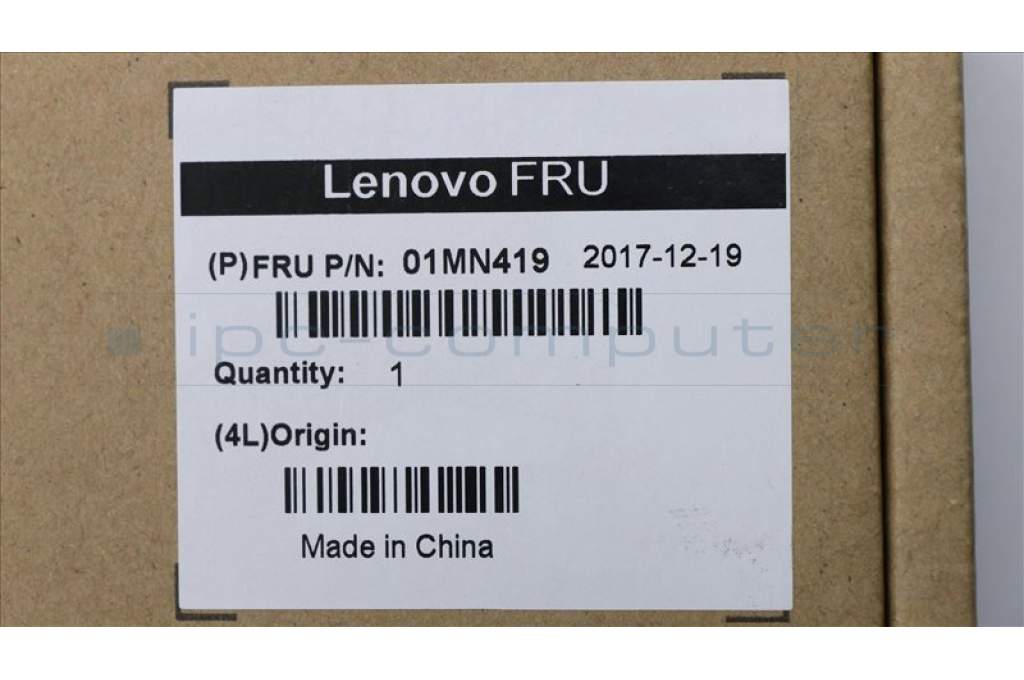 Lenovo FRU
(P)FRU P/N: 01MN419 2017-12-19
ipc-computer
Quantity: 1
(4L)Origin:
Made in China